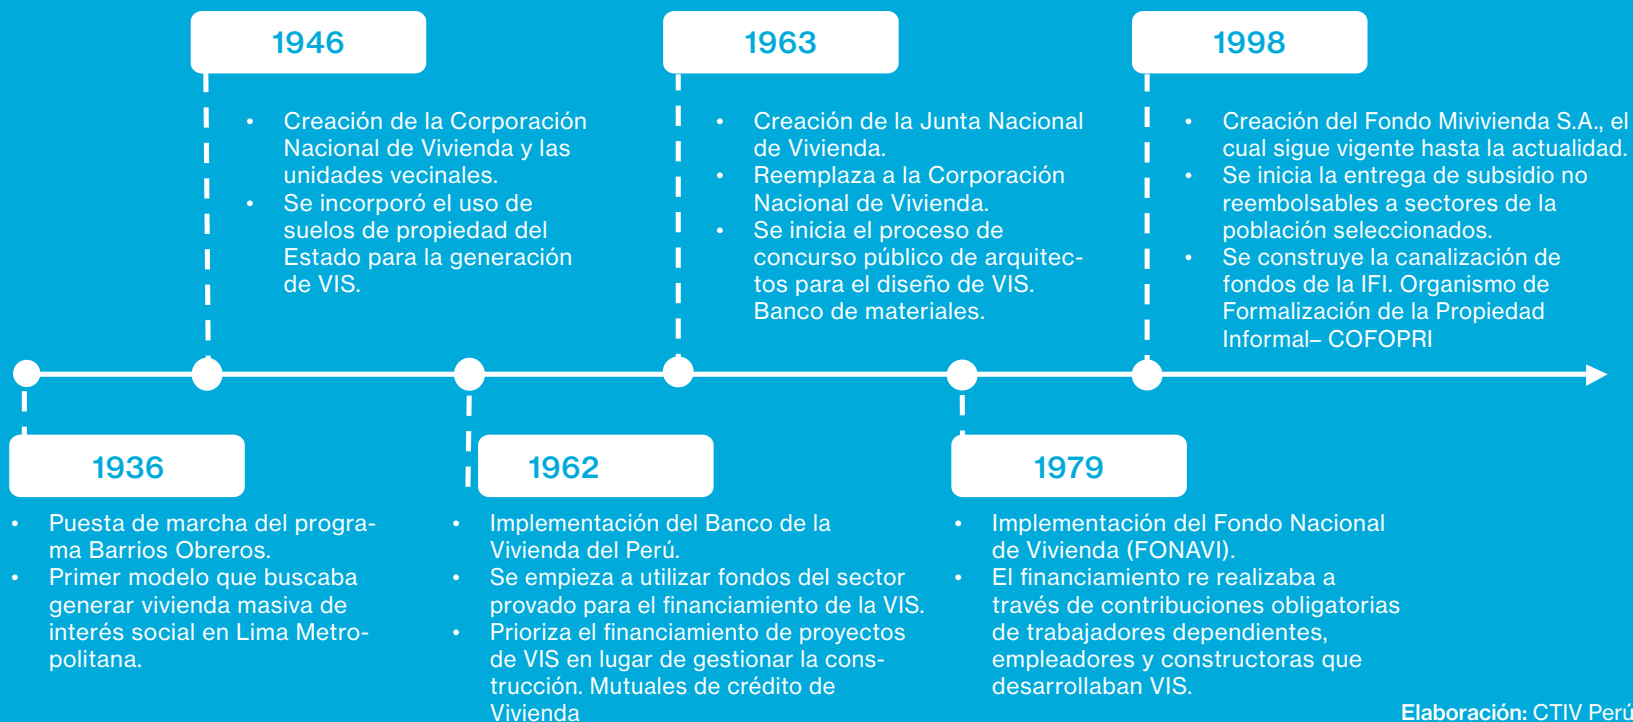 1946
• Creación de la Corporación
Nacional de Vivienda y las
unidades vecinales.
• Se incorporó el uso de
suelos de propiedad del
Estado para la generación
de VIS.
1963
• Creación de la Junta Nacional
de Vivienda.
• Reemplaza a la Corporación
Nacional de Vivienda.
• Se inicia el proceso de
concurso público de arquitec-
tos para el diseño de VIS.
Banco de materiales.
1998
• Creación del Fondo Mivivienda S.A., el
cual sigue vigente hasta la actualidad.
• Se inicia la entrega de subsidio no
reembolsables a sectores de la
población seleccionados.
• Se construye la canalización de
fondos de la IFI. Organismo de
Formalización de la Propiedad
Informal– COFOPRI
1936
• Puesta de marcha del progra-
ma Barrios Obreros.
• Primer modelo que buscaba
generar vivienda masiva de
interés social en Lima Metro-
politana.
1962
• Implementación del Banco de la
Vivienda del Perú.
• Se empieza a utilizar fondos del sector
provado para el financiamiento de la VIS.
• Prioriza el financiamiento de proyectos
de VIS en lugar de gestionar la cons-
trucción. Mutuales de crédito de
Vivienda
1979
• Implementación del Fondo Nacional
de Vivienda (FONAVI).
• El financiamiento re realizaba a
través de contribuciones obligatorias
de trabajadores dependientes,
empleadores y constructoras que
desarrollaban VIS.
Elaboración: CTIV Perú